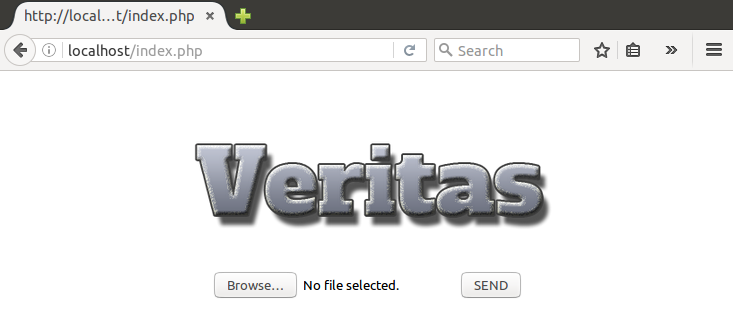 http://local...t/index.php
localhost/index.php
Search
Veritas
Browse... No file selected. SEND